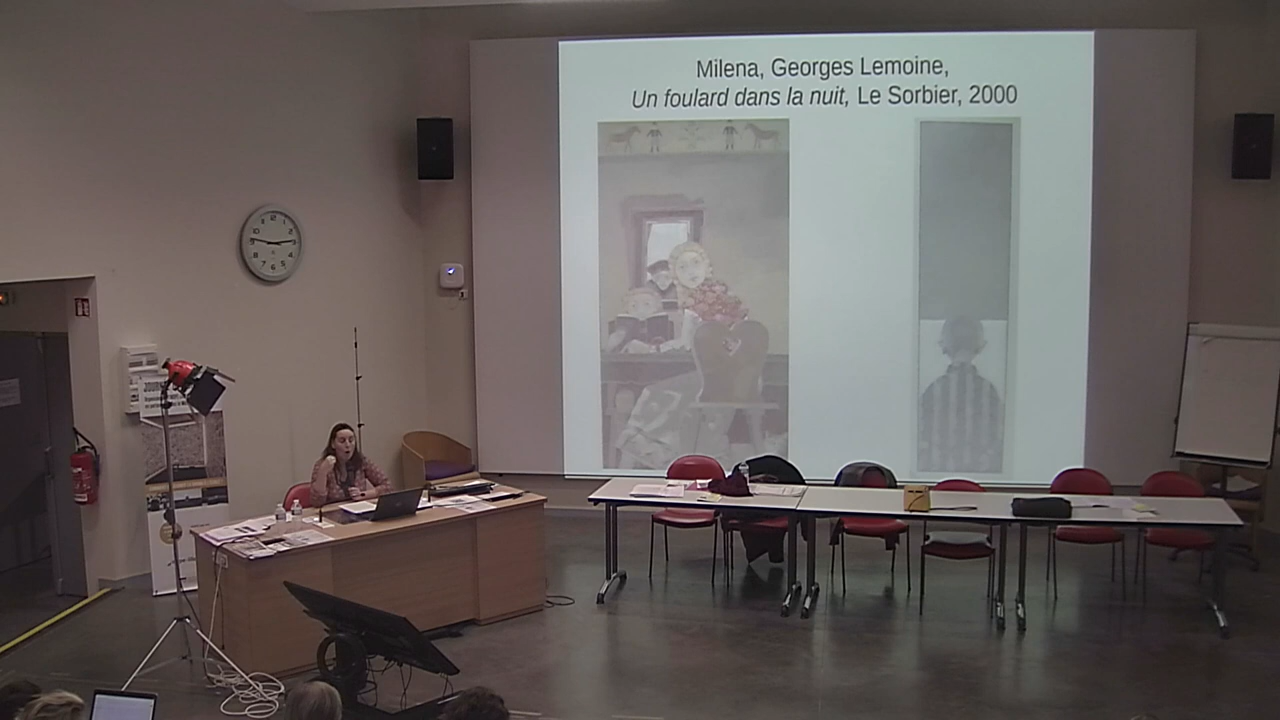 Milena, Georges Lemoine,
Un foulard dans la nuit, Le Sorbier, 2000